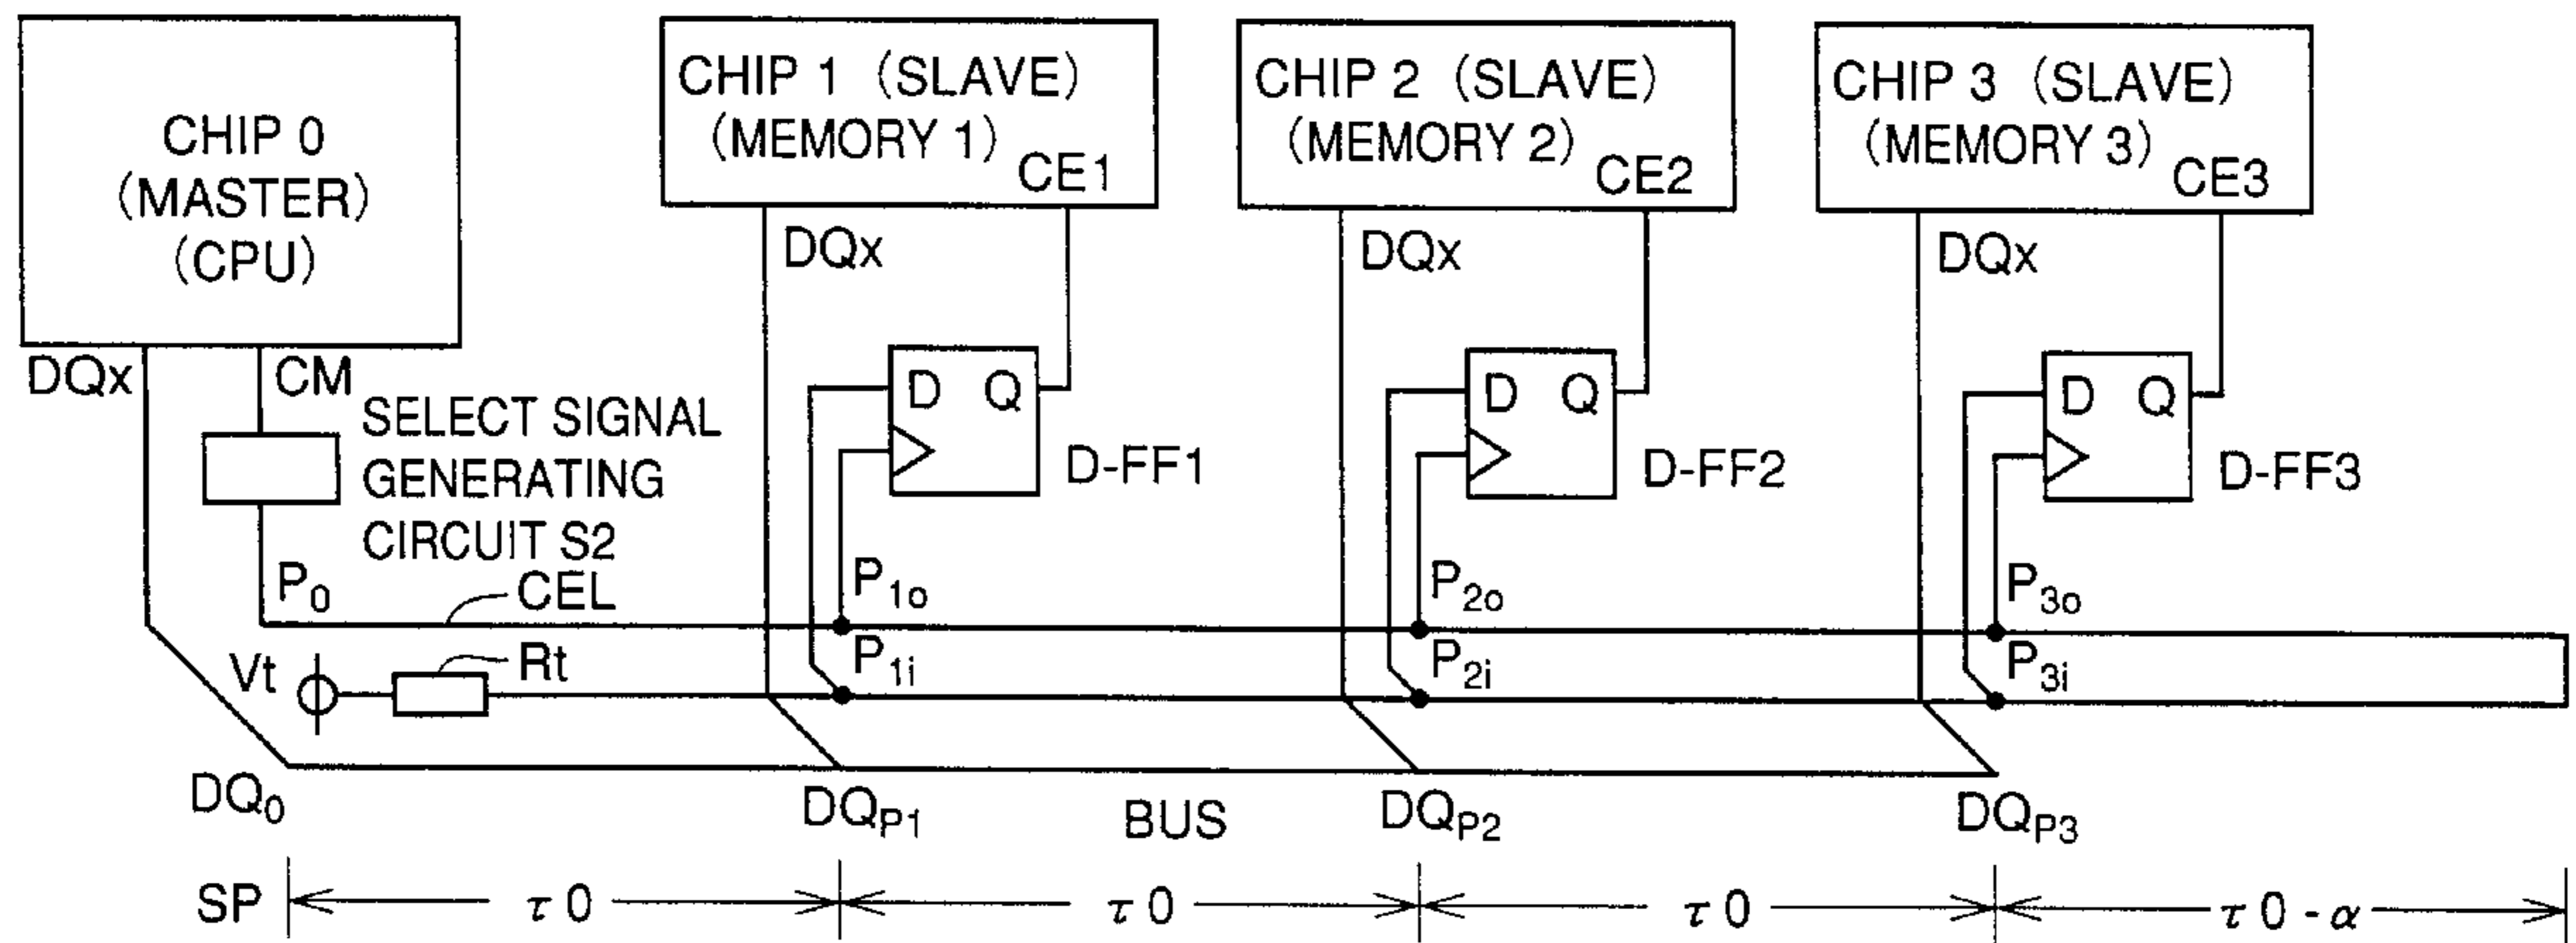 CHIP 0
(MASTER)
(CPU)
CHIP 1 (SLAVE)
(MEMORY 1)
CE1
CHIP 2 (SLAVE)
(MEMORY 2)
CE2
CHIP 3 (SLAVE)
(MEMORY 3)
CE3
DQx
CM
DQx
DQx
DQx
SELECT SIGNAL
GENERATING
CIRCUIT S2
D Q
D-FF1
D Q
D-FF2
D Q
D-FF3
P₀
CEL
P₁ₒ
P₂ₒ
P₃ₒ
Vt
Rt
P₁ᵢ
P₂ᵢ
P₃ᵢ
DQ₀
DQP1
BUS
DQP2
DQP3
SP
τ 0
τ 0
τ 0
τ 0 - α